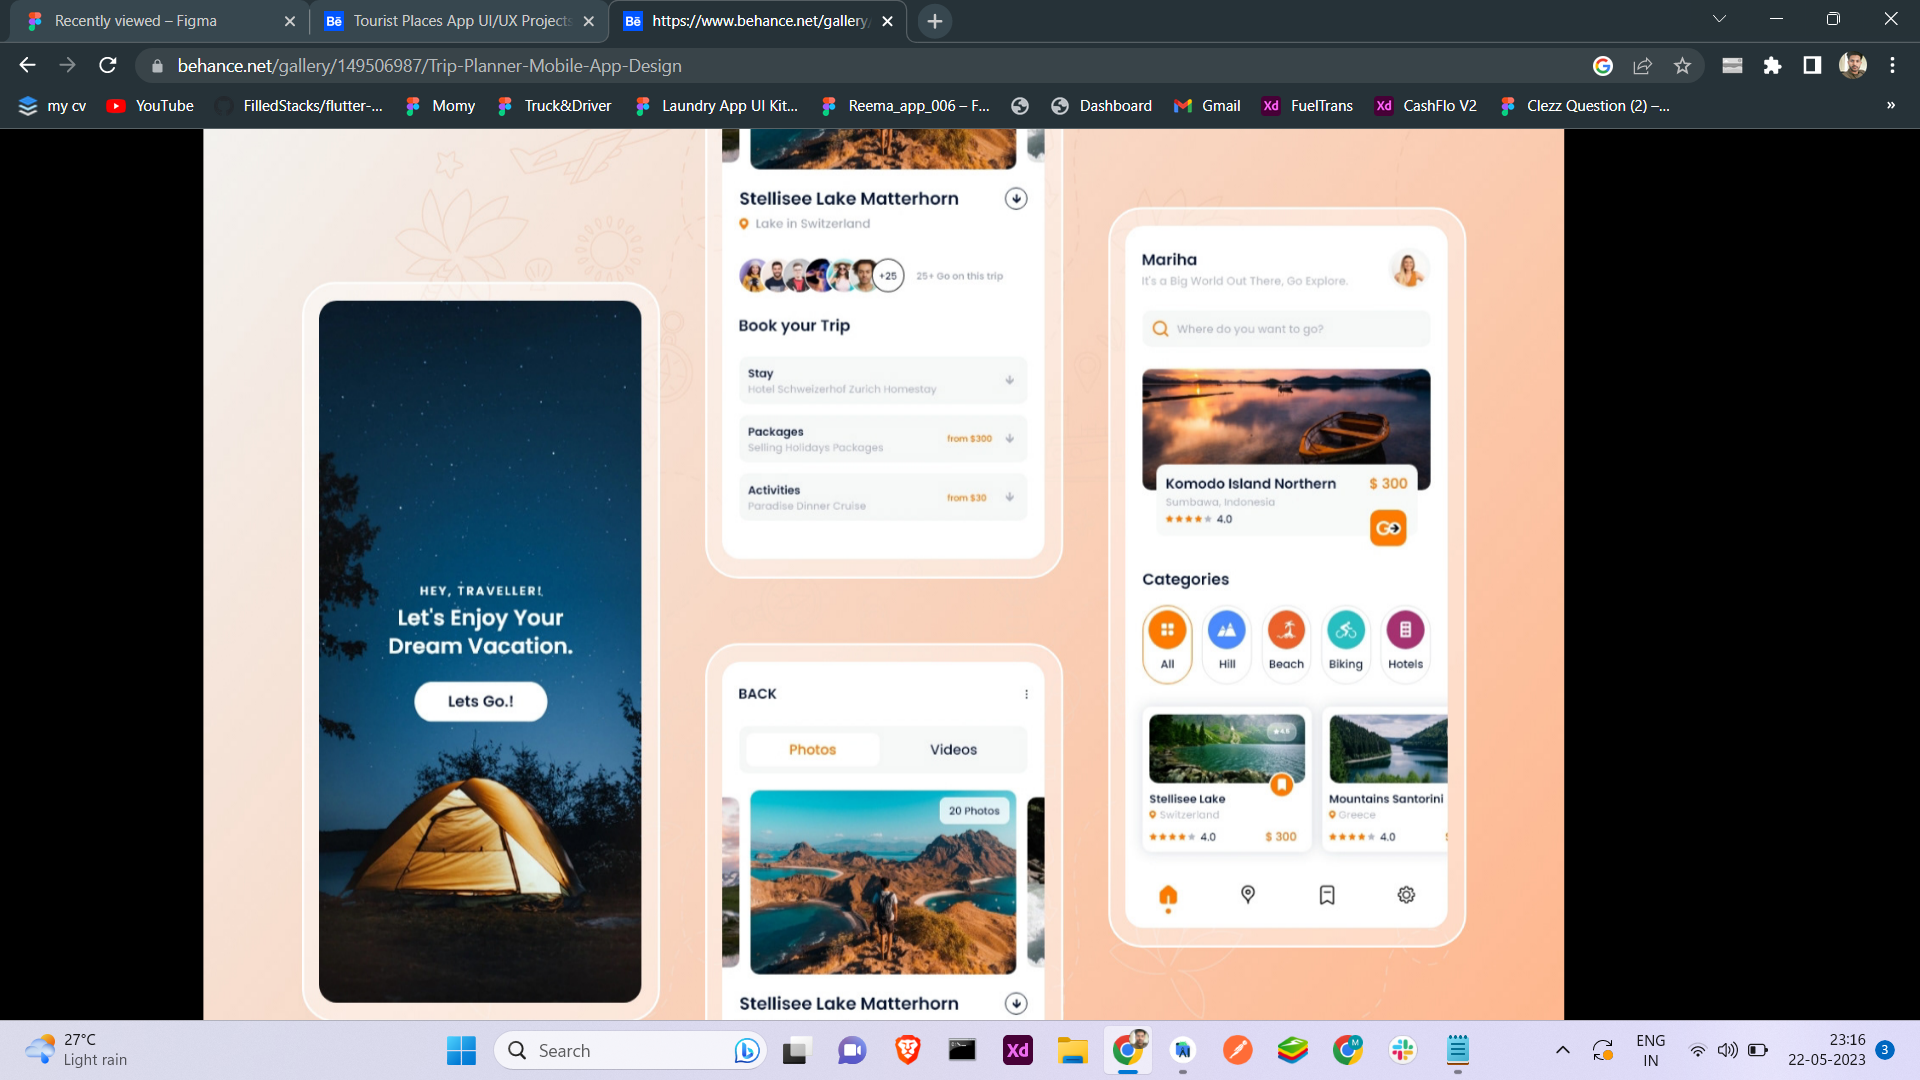 Recently viewed – Figma
Tourist Places App UI/UX Projects
https://www.behance.net/gallery/
behance.net/gallery/149506987/Trip-Planner-Mobile-App-Design
my cv
YouTube
FilledStacks/flutter-...
Momy
Truck&Driver
Laundry App UI Kit...
Reema_app_006 – F...
Dashboard
Gmail
Xd
FuelTrans
Xd
CashFlo V2
Clezz Question (2) –...
»
HEY, TRAVELLER!
Let's Enjoy Your
Dream Vacation.
Lets Go.!
Stellisee Lake Matterhorn
Lake in Switzerland
+25
25+ Go on this trip
Book your Trip
Stay
Hotel Schweizerhof Zurich Homestay
Packages
Selling Holidays Packages
from $300
Activities
Paradise Dinner Cruise
from $30
BACK
Photos
Videos
20 Photos
Stellisee Lake Matterhorn
Mariha
It's a Big World Out There, Go Explore.
Where do you want to go?
Komodo Island Northern
$ 300
Sumbawa, Indonesia
4.0
Categories
All
Hill
Beach
Biking
Hotels
Stellisee Lake
Switzerland
4.0
$ 300
Mountains Santorini
Greece
4.0
27°C
Light rain
Search
Xd
ENG
IN
23:16
22-05-2023
3